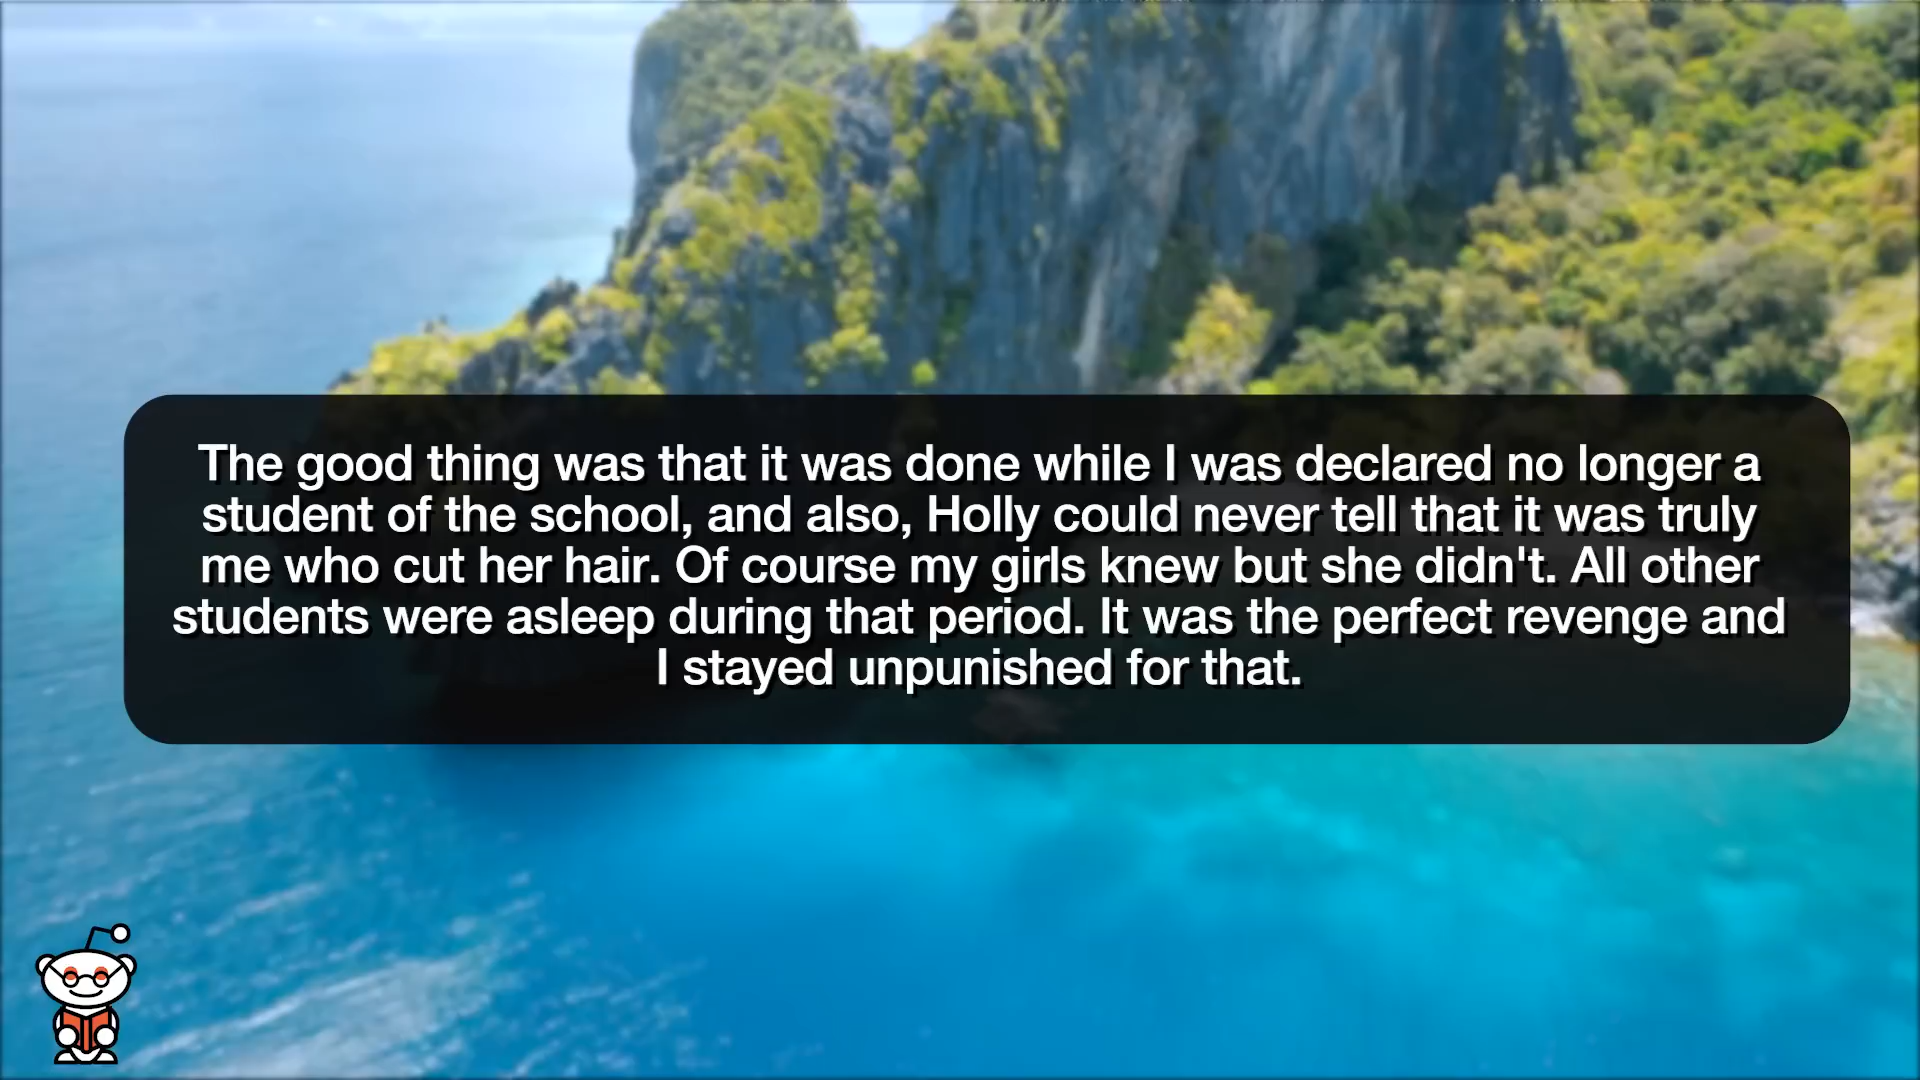 The good thing was that it was done while I was declared no longer a
student of the school, and also, Holly could never tell that it was truly
me who cut her hair. Of course my girls knew but she didn't. All other
students were asleep during that period. It was the perfect revenge and
I stayed unpunished for that.